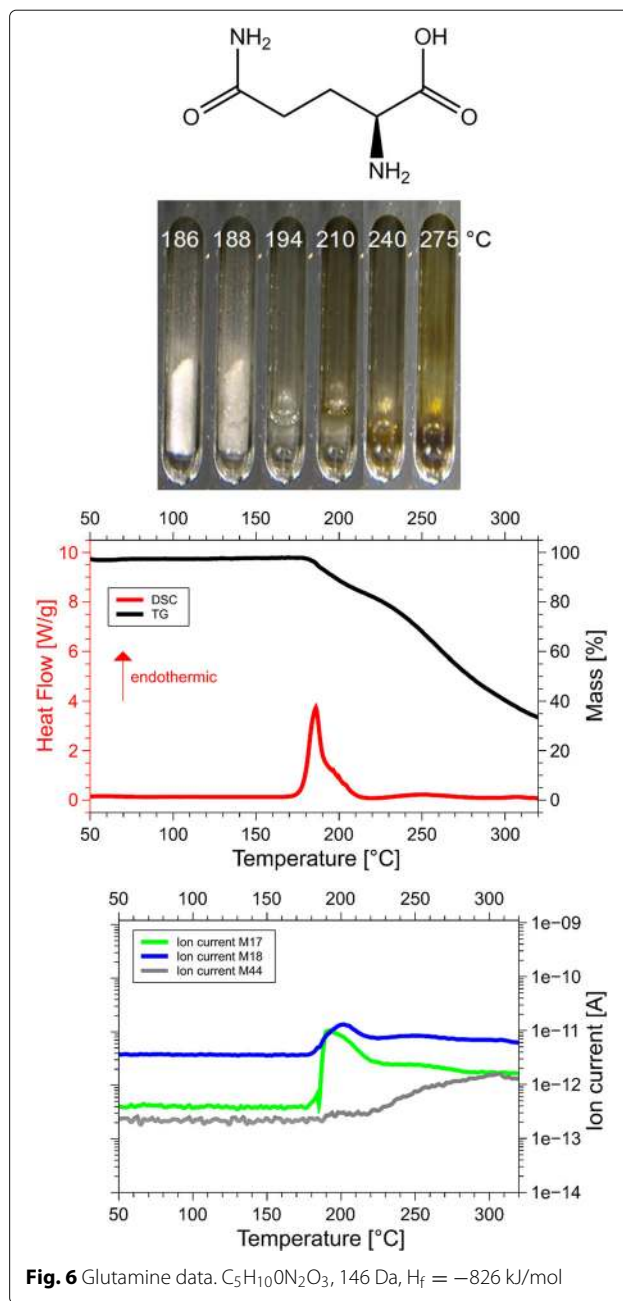 NH₂ OH
O O
NH₂
186 188 194 210 240 275 °C
50 100 150 200 250 300
10 100
8 80
6 60
4 40
2 20
0 0
Heat Flow [W/g]
DSC
TG
endothermic
Mass [%]
50 100 150 200 250 300
Temperature [°C]
50 100 150 200 250 300
Ion current M17
Ion current M18
Ion current M44
1e-09
1e-10
1e-11
1e-12
1e-13
1e-14
Ion current [A]
50 100 150 200 250 300
Temperature [°C]
Fig. 6 Glutamine data. C₅H₁₀0N₂O₃, 146 Da, H_f = −826 kJ/mol